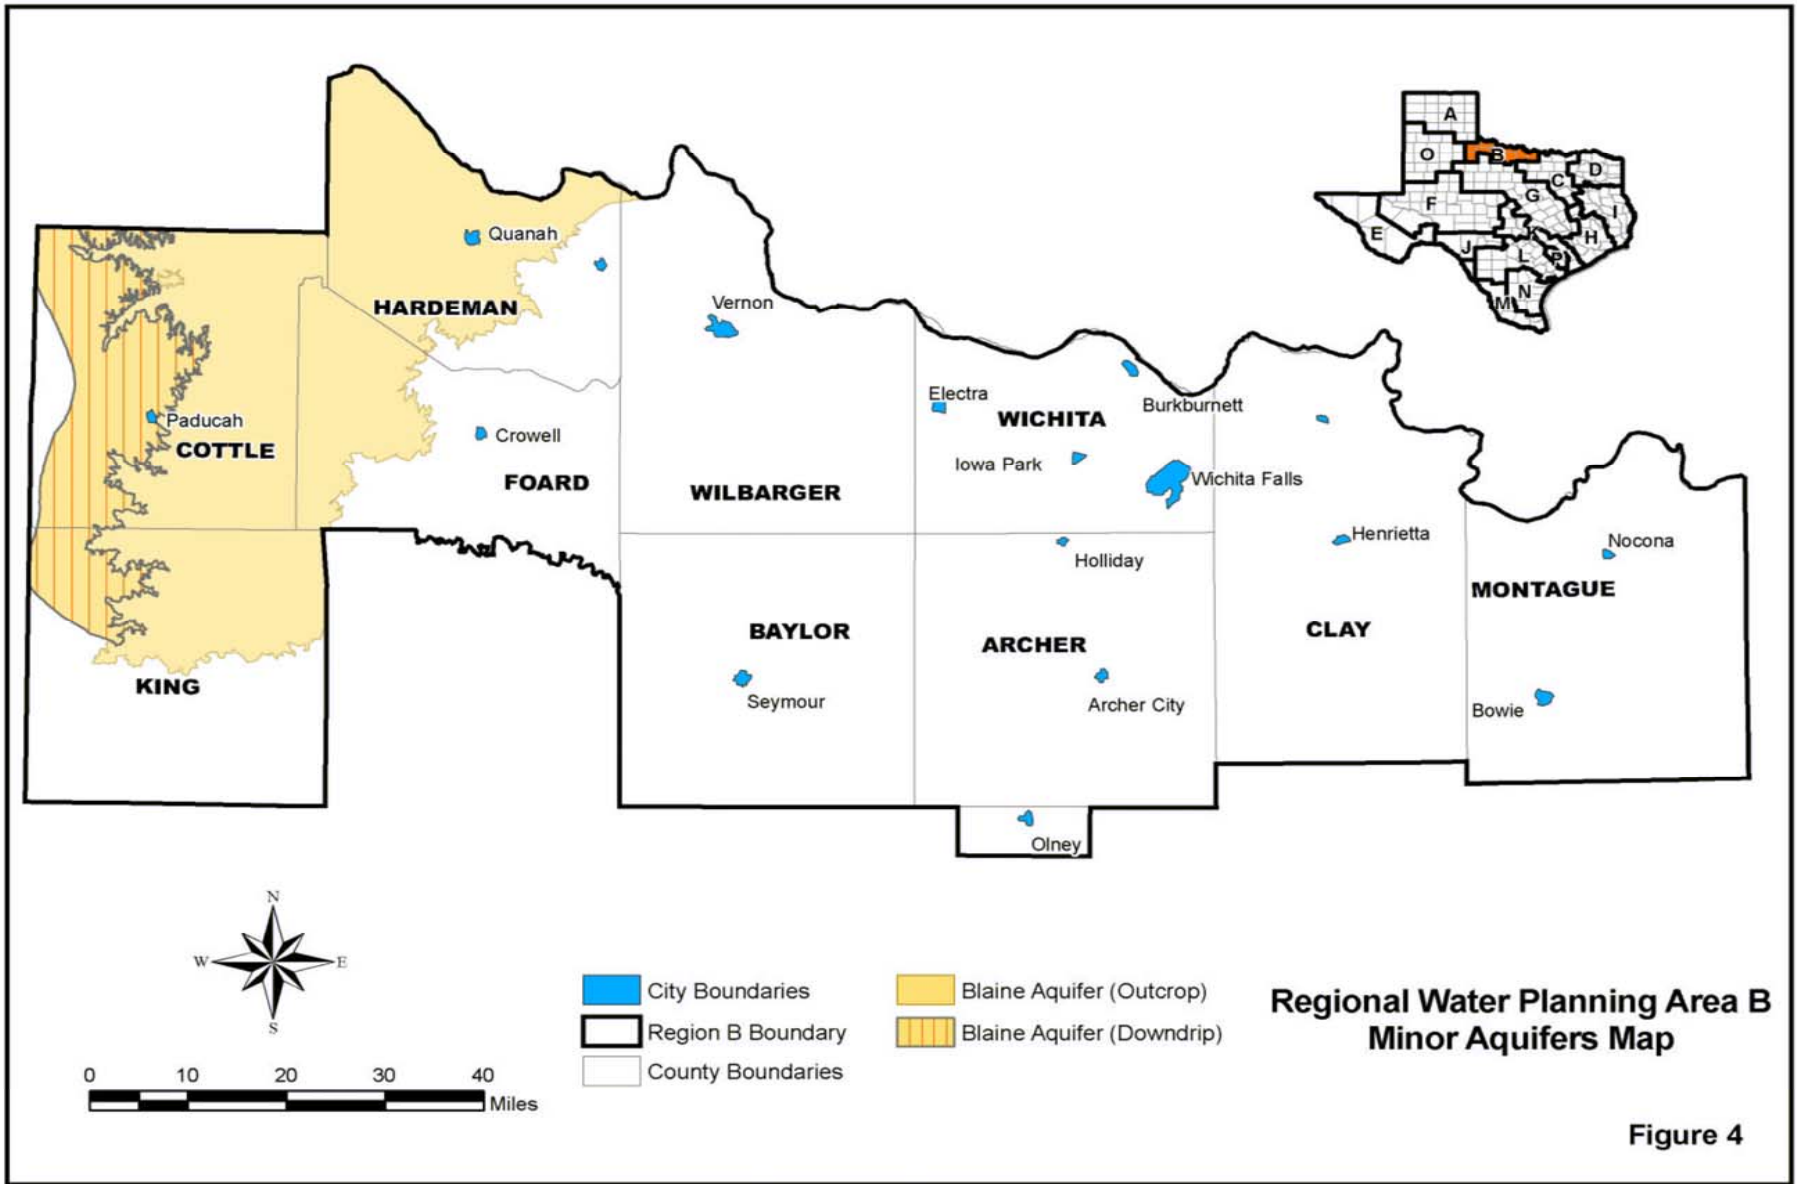 A
O
B
C
D
G
F
I
E
H
J
L
P
N
M
Quanah
HARDEMAN
Vernon
Paducah
COTTLE
Crowell
FOARD
WILBARGER
Electra
WICHITA
Burkburnett
Iowa Park
Wichita Falls
Holliday
Henrietta
Nocona
MONTAGUE
BAYLOR
ARCHER
CLAY
KING
Seymour
Archer City
Bowie
Olney
N
W
E
S
0 10 20 30 40
Miles
City Boundaries
Region B Boundary
County Boundaries
Blaine Aquifer (Outcrop)
Blaine Aquifer (Downdrip)
Regional Water Planning Area B
Minor Aquifers Map
Figure 4